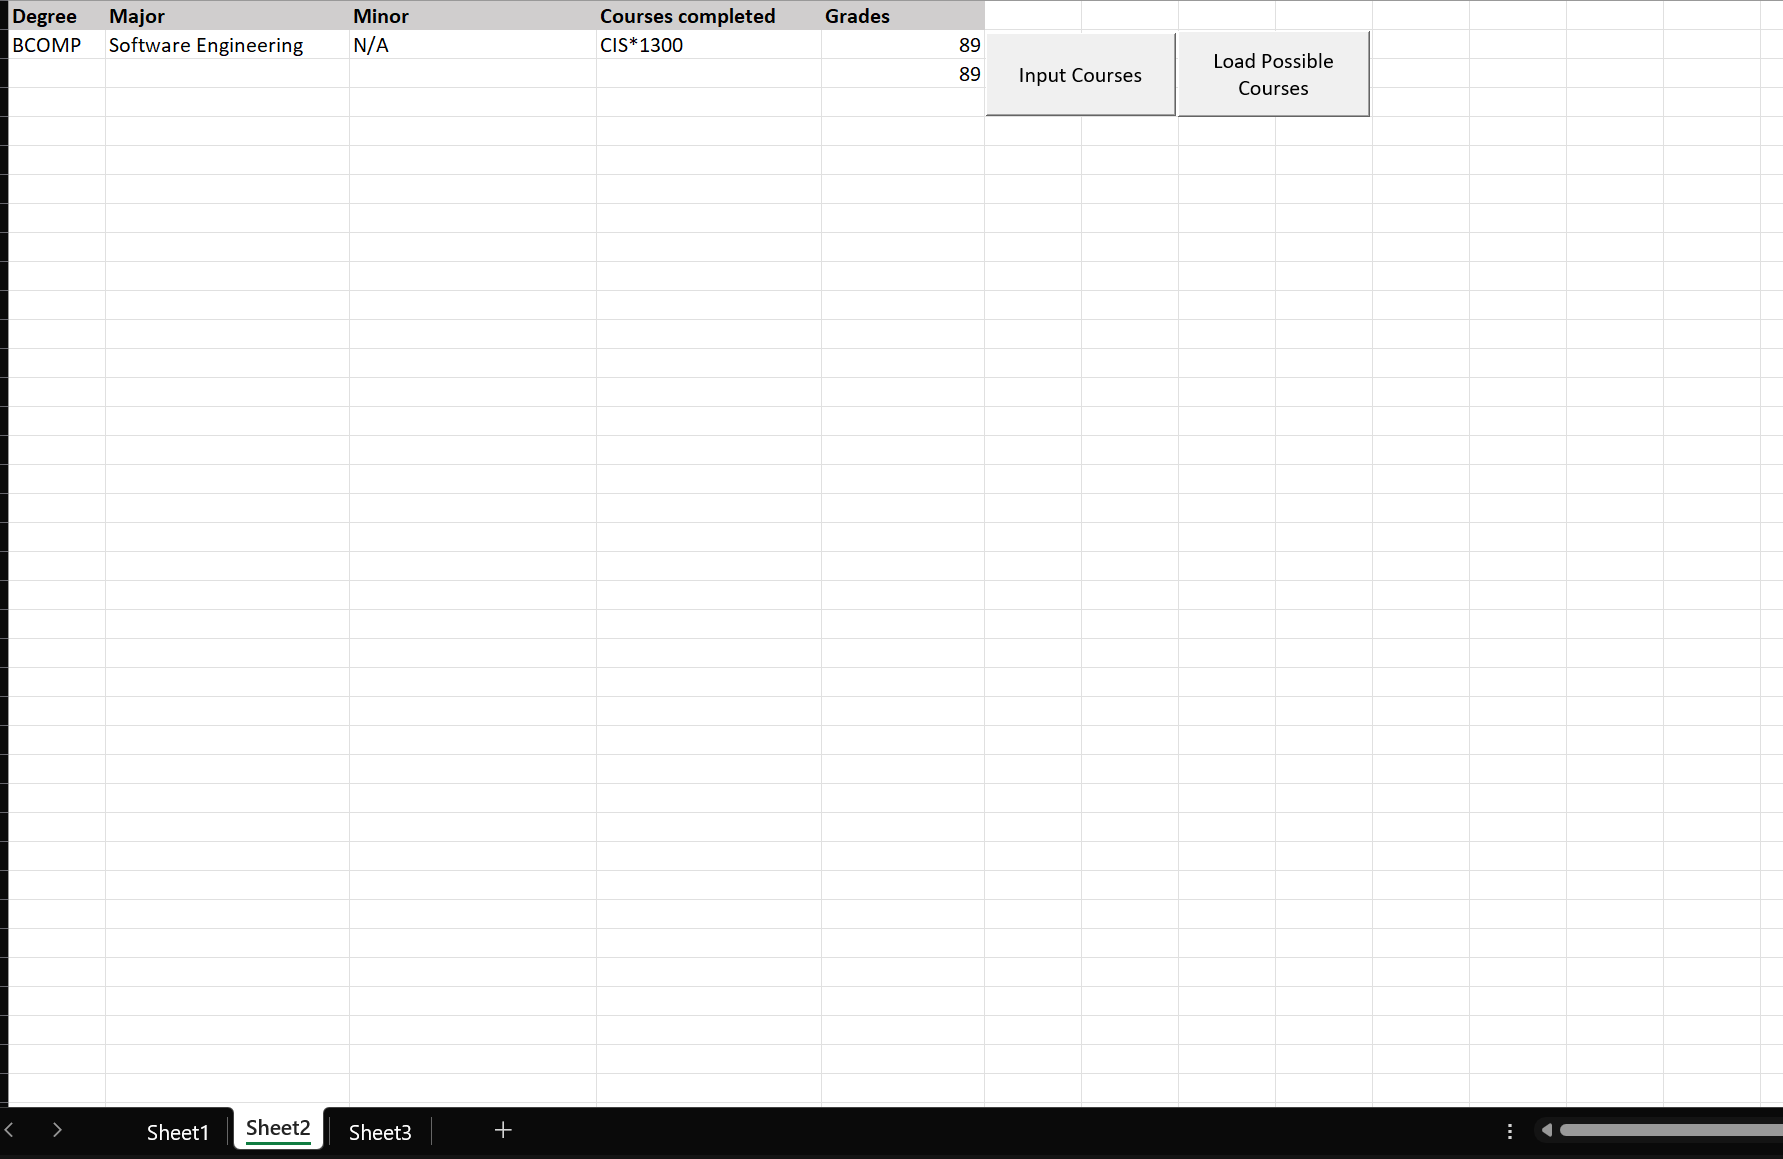 Degree Major Minor Courses completed Grades
BCOMP Software Engineering N/A CIS*1300 89
89
Input Courses
Load Possible
Courses
Sheet1 Sheet2 Sheet3